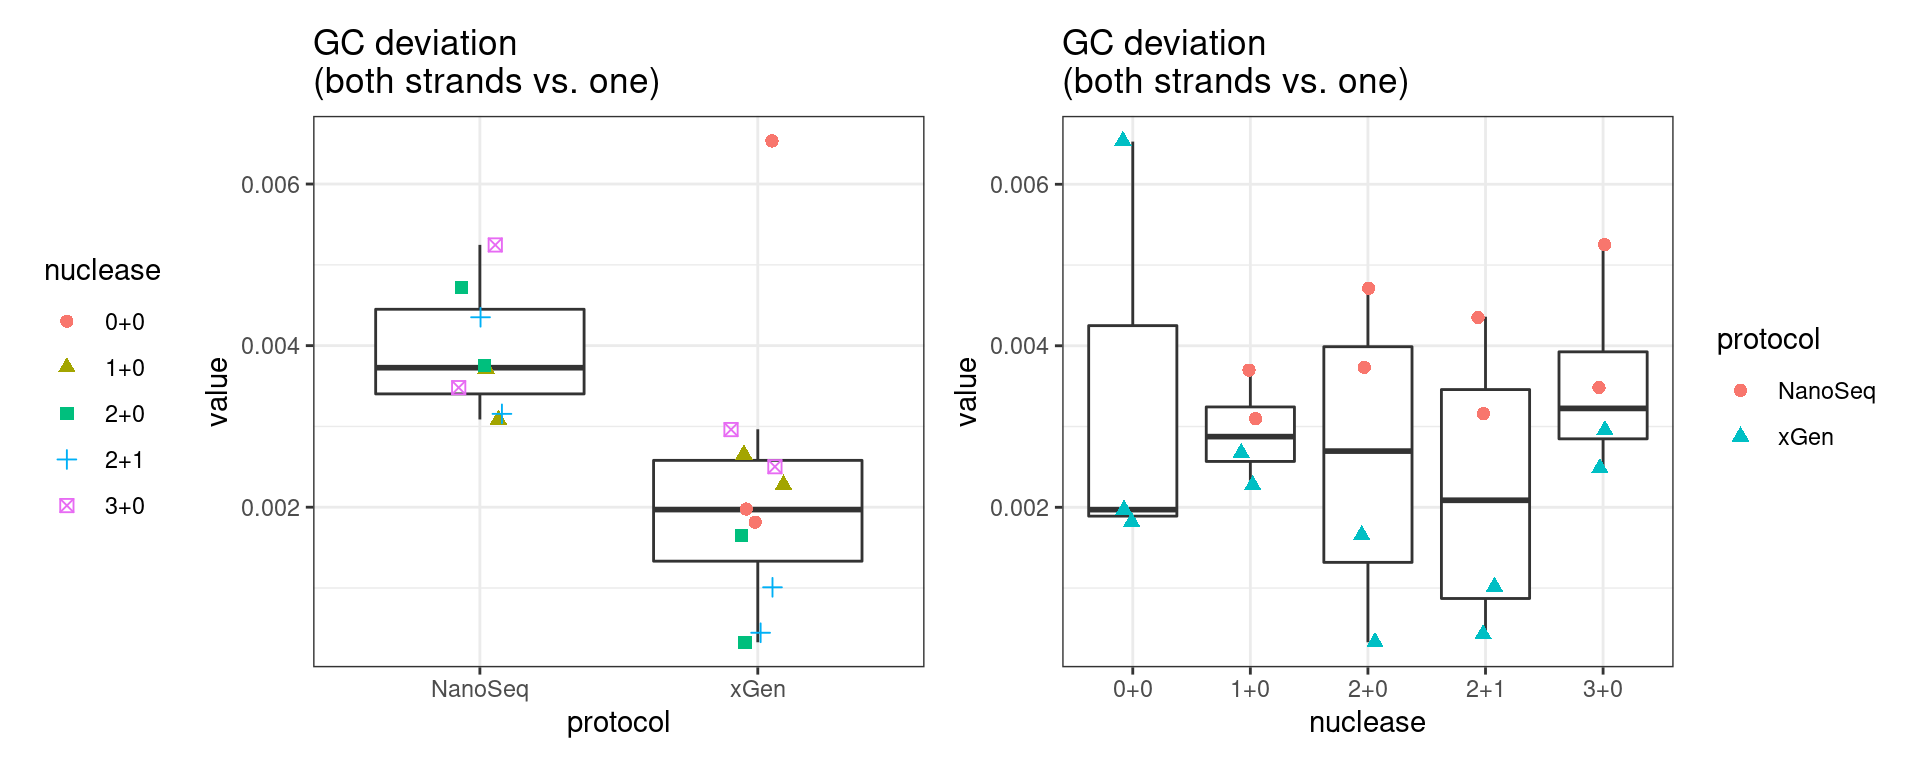 GC deviation
(both strands vs. one)
nuclease
0+0
1+0
2+0
2+1
3+0
value
0.006
0.004
0.002
NanoSeq
xGen
protocol
GC deviation
(both strands vs. one)
value
0.006
0.004
0.002
0+0
1+0
2+0
2+1
3+0
nuclease
protocol
NanoSeq
xGen